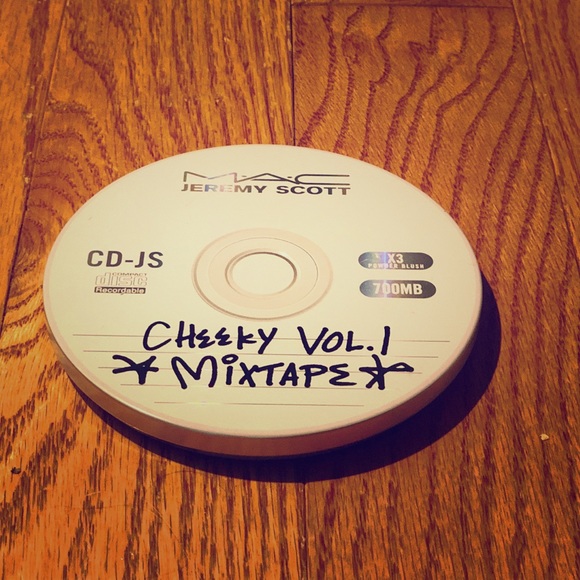 M·A·C
JEREMY SCOTT
CD-JS
COMPACT
disc
Recordable
X3
POWDER BLUSH
700MB
CHEEKY VOL.1
*MIXTAPE*